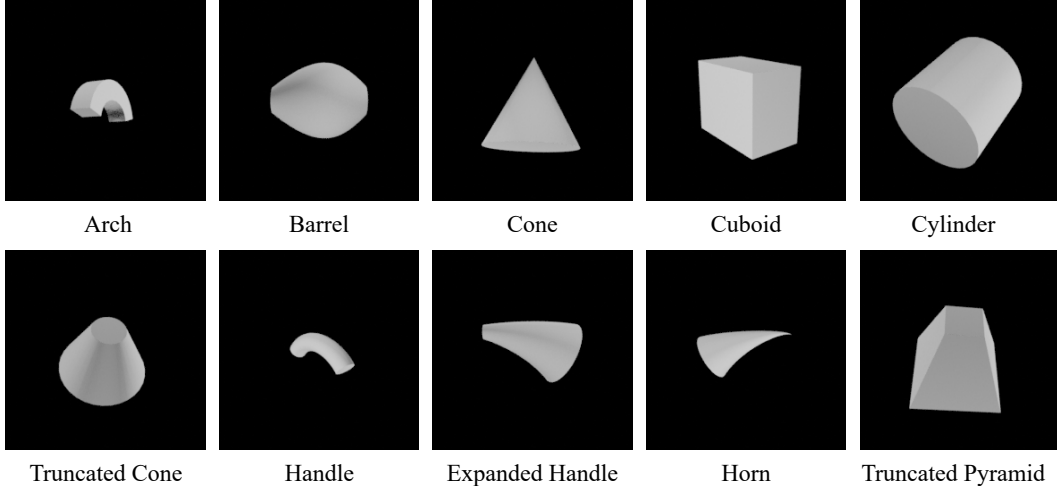 Arch
Barrel
Cone
Cuboid
Cylinder
Truncated Cone
Handle
Expanded Handle
Horn
Truncated Pyramid